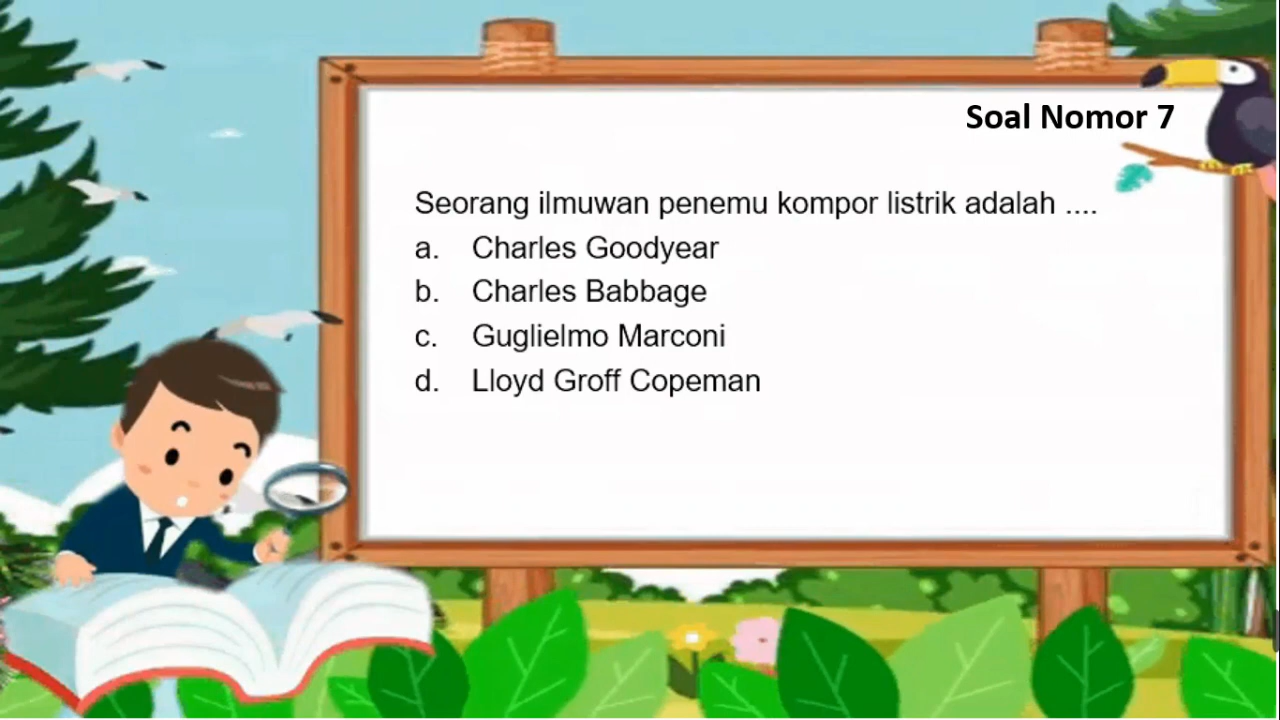 Soal Nomor 7
Seorang ilmuwan penemu kompor listrik adalah ....
a. Charles Goodyear
b. Charles Babbage
c. Guglielmo Marconi
d. Lloyd Groff Copeman